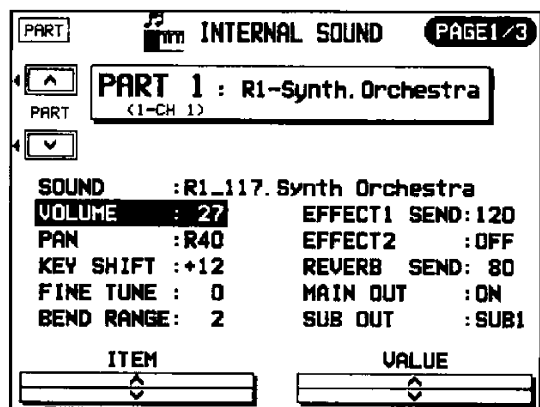 PART
INTERNAL SOUND
PAGE1/3
PART 1 : R1-Synth.Orchestra
(1-CH 1)
PART
SOUND :R1_117.Synth Orchestra
VOLUME : 27
EFFECT1 SEND:120
PAN :R40
EFFECT2 :OFF
KEY SHIFT :+12
REVERB SEND: 80
FINE TUNE : 0
MAIN OUT :ON
BEND RANGE: 2
SUB OUT :SUB1
ITEM
VALUE